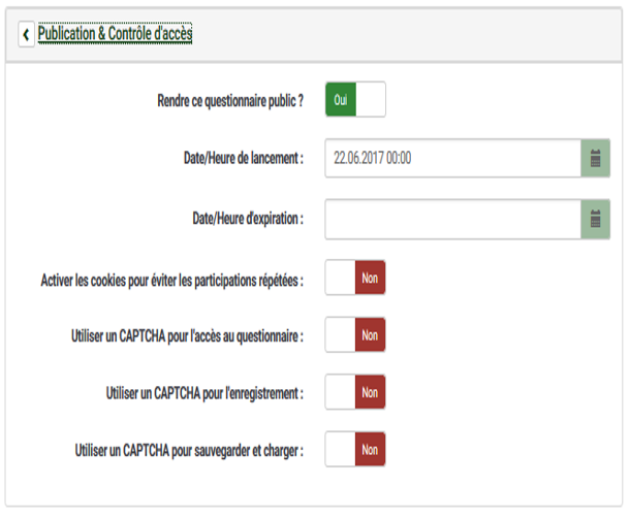 Publication & Contrôle d'accès
Rendre ce questionnaire public ? Oui
Date/Heure de lancement : 22.06.2017 00:00
Date/Heure d'expiration :
Activer les cookies pour éviter les participations répétées : Non
Utiliser un CAPTCHA pour l'accès au questionnaire : Non
Utiliser un CAPTCHA pour l'enregistrement : Non
Utiliser un CAPTCHA pour sauvegarder et charger : Non